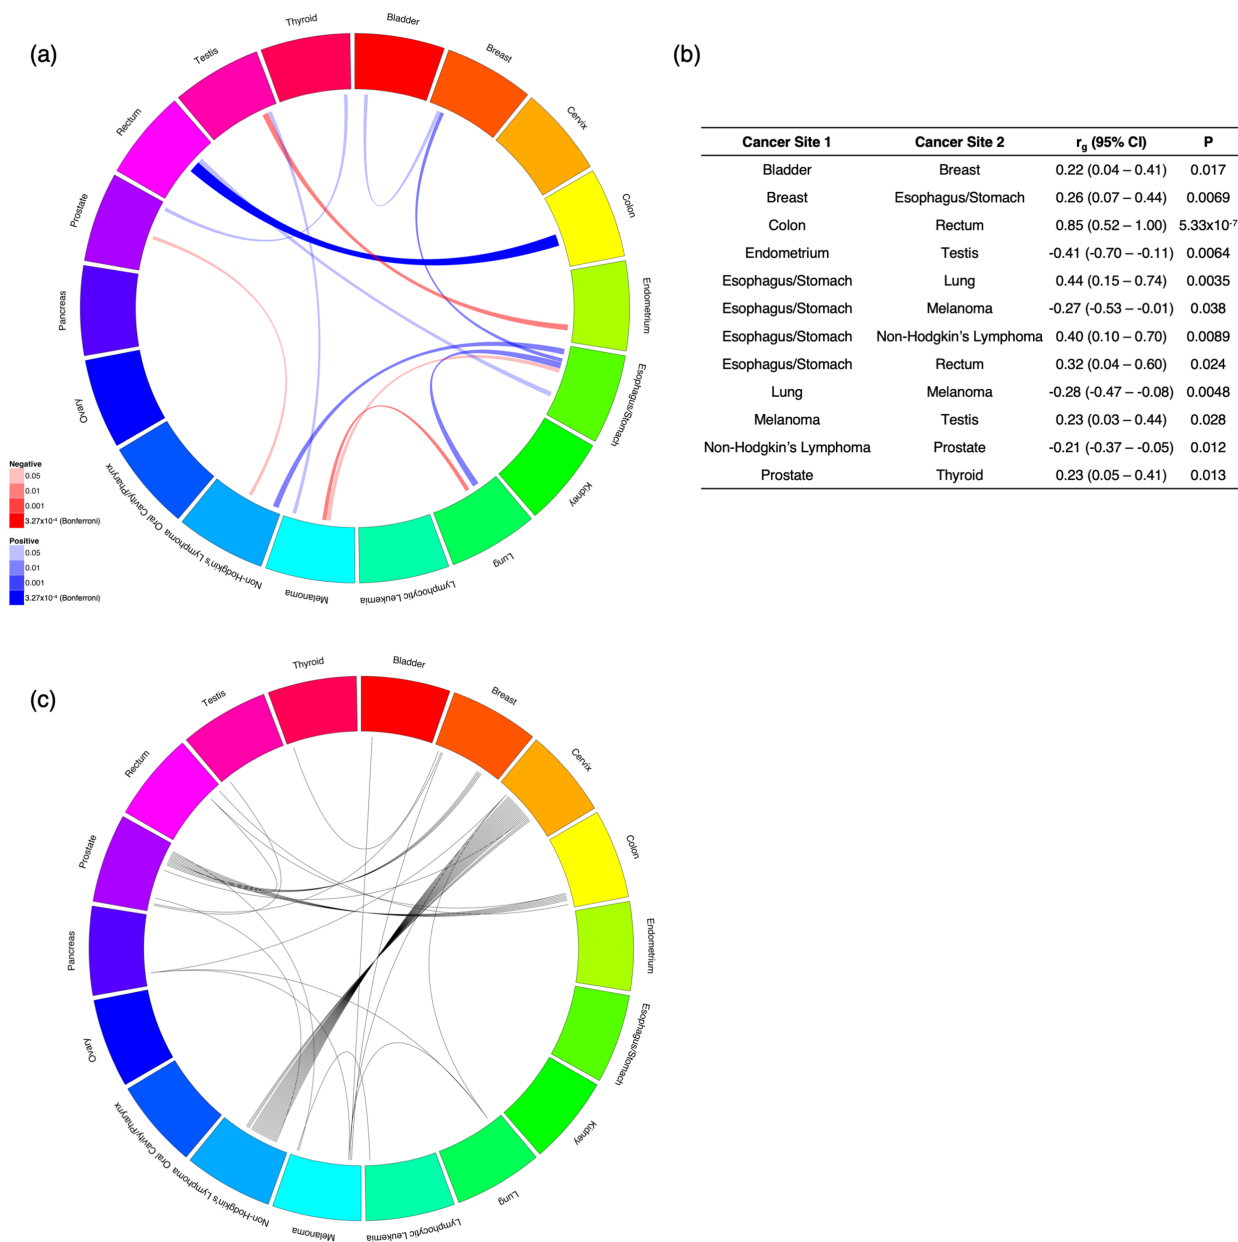 (a)
Thyroid
Bladder
Testis
Breast
Rectum
Cervix
Prostate
Colon
Pancreas
Endometrium
Ovary
Esophagus/Stomach
Oral Cavity/Pharynx
Kidney
Non-Hodgkin's Lymphoma
Lung
Melanoma
Lymphocytic Leukemia
Negative
0.05
0.01
0.001
3.27x10⁻⁴ (Bonferroni)
Positive
0.05
0.01
0.001
3.27x10⁻⁴ (Bonferroni)
(b)
Cancer Site 1 Cancer Site 2 rg (95% CI) P
Bladder Breast 0.22 (0.04 – 0.41) 0.017
Breast Esophagus/Stomach 0.26 (0.07 – 0.44) 0.0069
Colon Rectum 0.85 (0.52 – 1.00) 5.33x10⁻⁷
Endometrium Testis -0.41 (-0.70 – -0.11) 0.0064
Esophagus/Stomach Lung 0.44 (0.15 – 0.74) 0.0035
Esophagus/Stomach Melanoma -0.27 (-0.53 – -0.01) 0.038
Esophagus/Stomach Non-Hodgkin's Lymphoma 0.40 (0.10 – 0.70) 0.0089
Esophagus/Stomach Rectum 0.32 (0.04 – 0.60) 0.024
Lung Melanoma -0.28 (-0.47 – -0.08) 0.0048
Melanoma Testis 0.23 (0.03 – 0.44) 0.028
Non-Hodgkin's Lymphoma Prostate -0.21 (-0.37 – -0.05) 0.012
Prostate Thyroid 0.23 (0.05 – 0.41) 0.013
(c)
Thyroid
Bladder
Testis
Breast
Rectum
Cervix
Prostate
Colon
Pancreas
Endometrium
Ovary
Esophagus/Stomach
Oral Cavity/Pharynx
Kidney
Non-Hodgkin's Lymphoma
Lung
Melanoma
Lymphocytic Leukemia